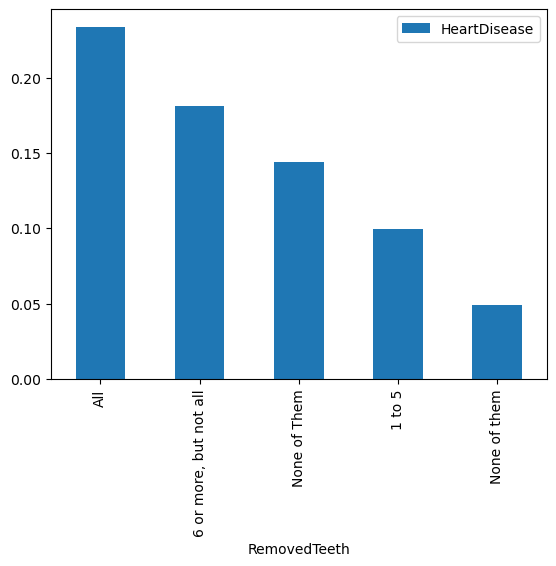 HeartDisease
0.20
0.15
0.10
0.05
0.00
All
6 or more, but not all
None of Them
1 to 5
None of them
RemovedTeeth